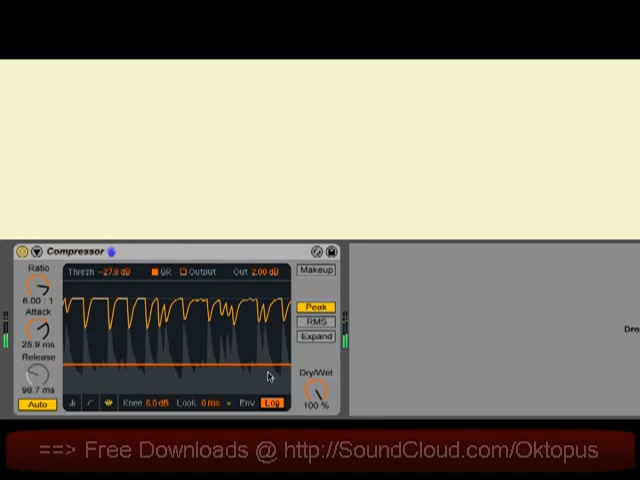 Compressor
Ratio
6.00 : 1
Attack
25.9 ms
Release
98.7 ms
Auto
Thresh -27.0 dB GR Output Out 2.00 dB
Knee 6.0 dB Look. 0 ms Env. Log
Makeup
Peak
RMS
Expand
Dry/Wet
100 %
Dro
==> Free Downloads @ http://SoundCloud.com/Oktopus